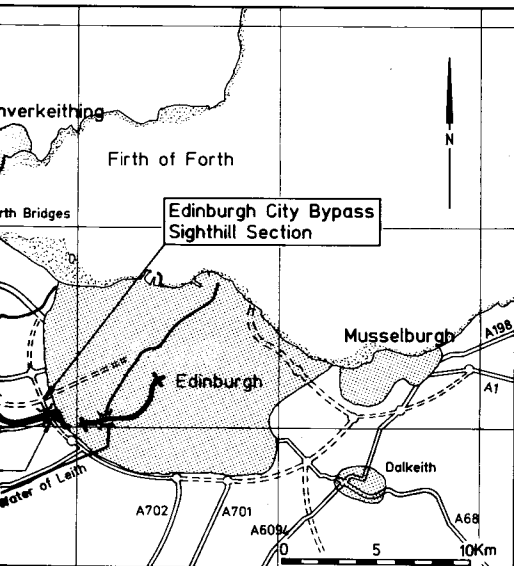 nverkeithing
Firth of Forth
N
rth Bridges
Edinburgh City Bypass
Sighthill Section
Musselburgh
A198
A1
Edinburgh
Dalkeith
Water of Leith
A702
A701
A6094
A68
0 5 10Km